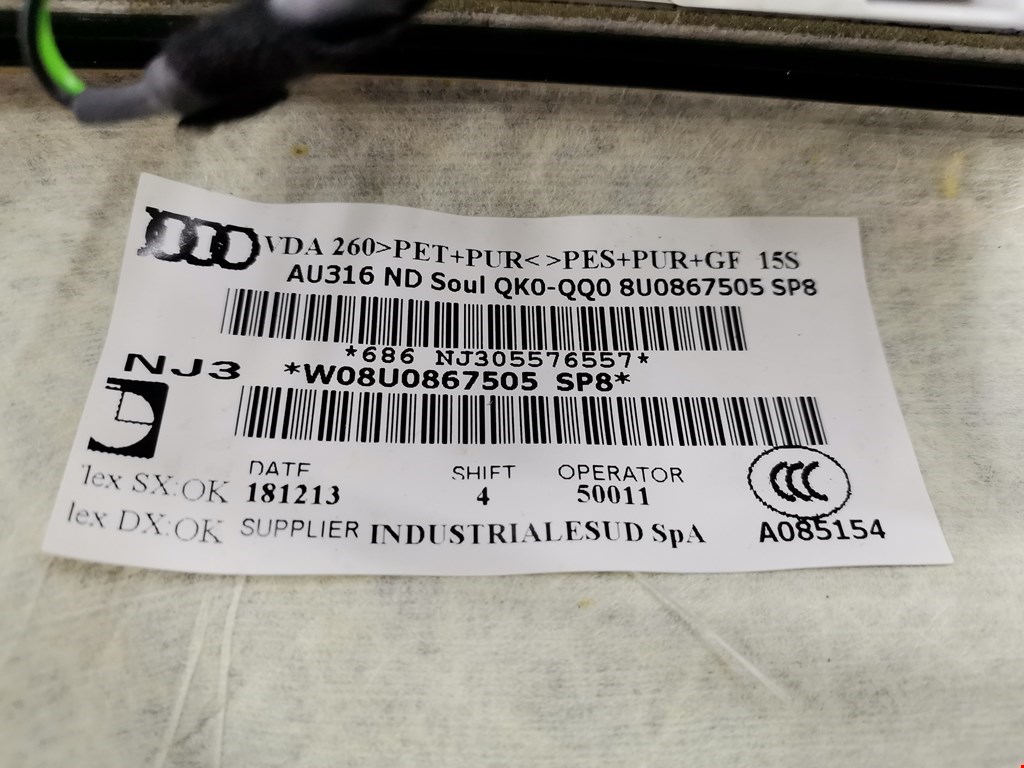 VDA 260>PET+PUR< >PES+PUR+GF 15S
AU316 ND Soul QK0-QQ0 8U0867505 SP8
*686 NJ305576557*
NJ3
*W08U0867505 SP8*
DATE SHIFT OPERATOR
lex SX:OK 181213 4 50011
CCC
lex DX:OK SUPPLIER INDUSTRIALESUD SpA A085154